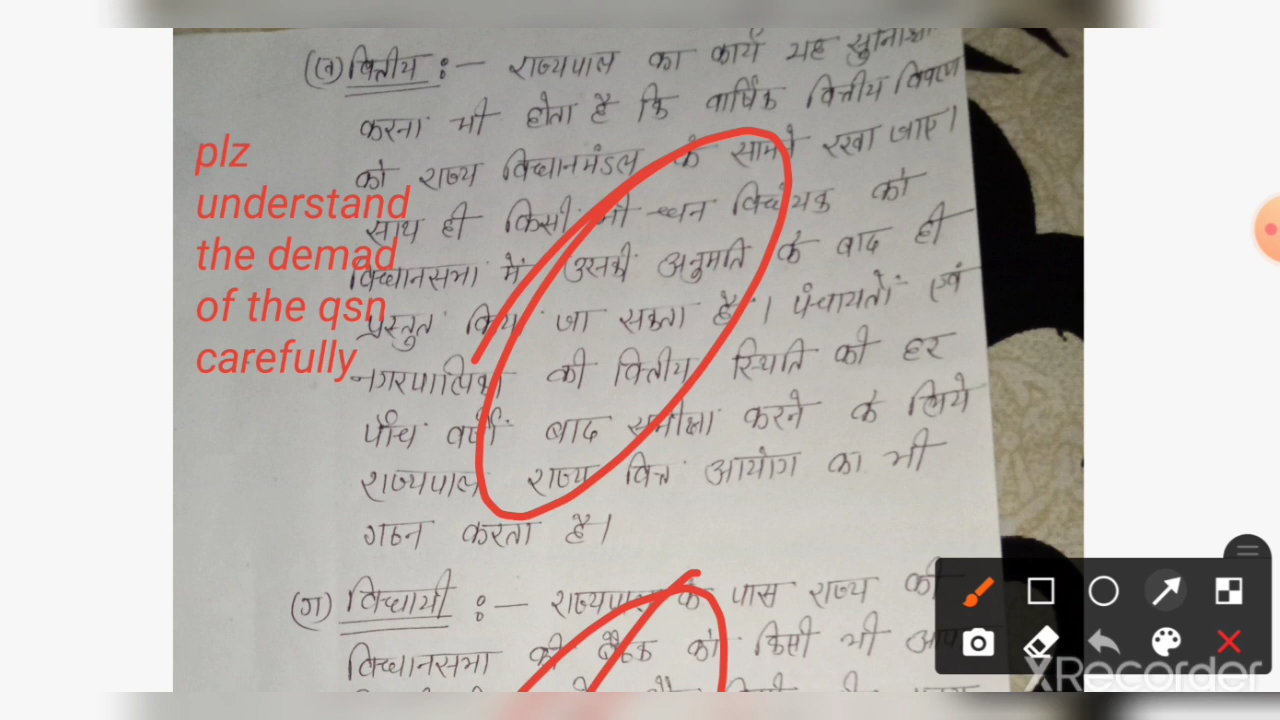 (ब) वित्तीय :— राज्यपाल का कार्य यह
करना भी होता है कि वार्षिक वित्तीय विवरण
को राज्य विधानमंडल के सामने रखा जाए।
साथ ही किसी भी धन विधेयक को
विधानसभा में उसकी अनुमति के बाद ही
प्रस्तुत किया जा सकता है। पंचायतों एवं
नगरपालिका की वित्तीय स्थिति की हर
पाँच वर्षों बाद समीक्षा करने के लिये
राज्यपाल राज्य वित्त आयोग का भी
गठन करता है।
(ग) विधायी :— राज्यपाल के पास राज्य की
विधानसभा की बैठक को किसी भी
plz
understand
the demad
of the qsn
carefully
XRecorder